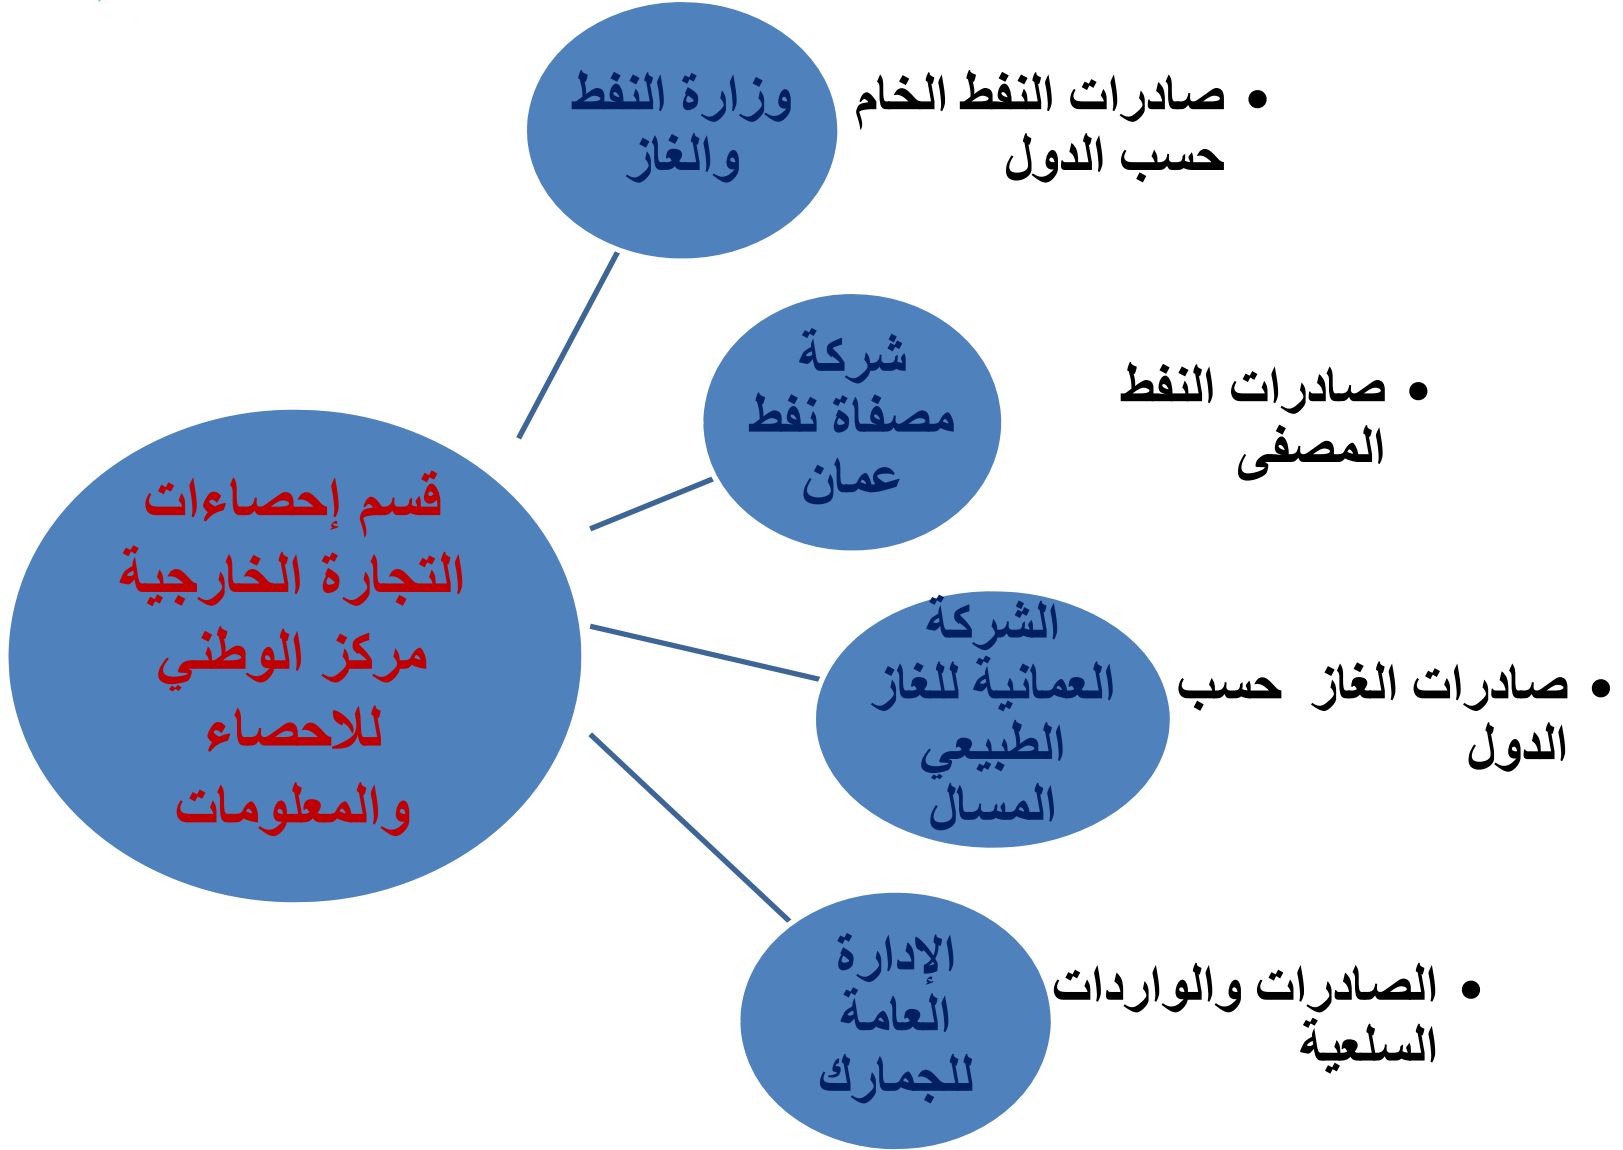 وزارة النفط
والغاز
• صادرات النفط الخام
حسب الدول
شركة
مصفاة نفط
عمان
• صادرات النفط
المصفى
قسم إحصاءات
التجارة الخارجية
مركز الوطني
للاحصاء
والمعلومات
الشركة
العمانية للغاز
الطبيعي
المسال
• صادرات الغاز حسب
الدول
الإدارة
العامة
للجمارك
• الصادرات والواردات
السلعية